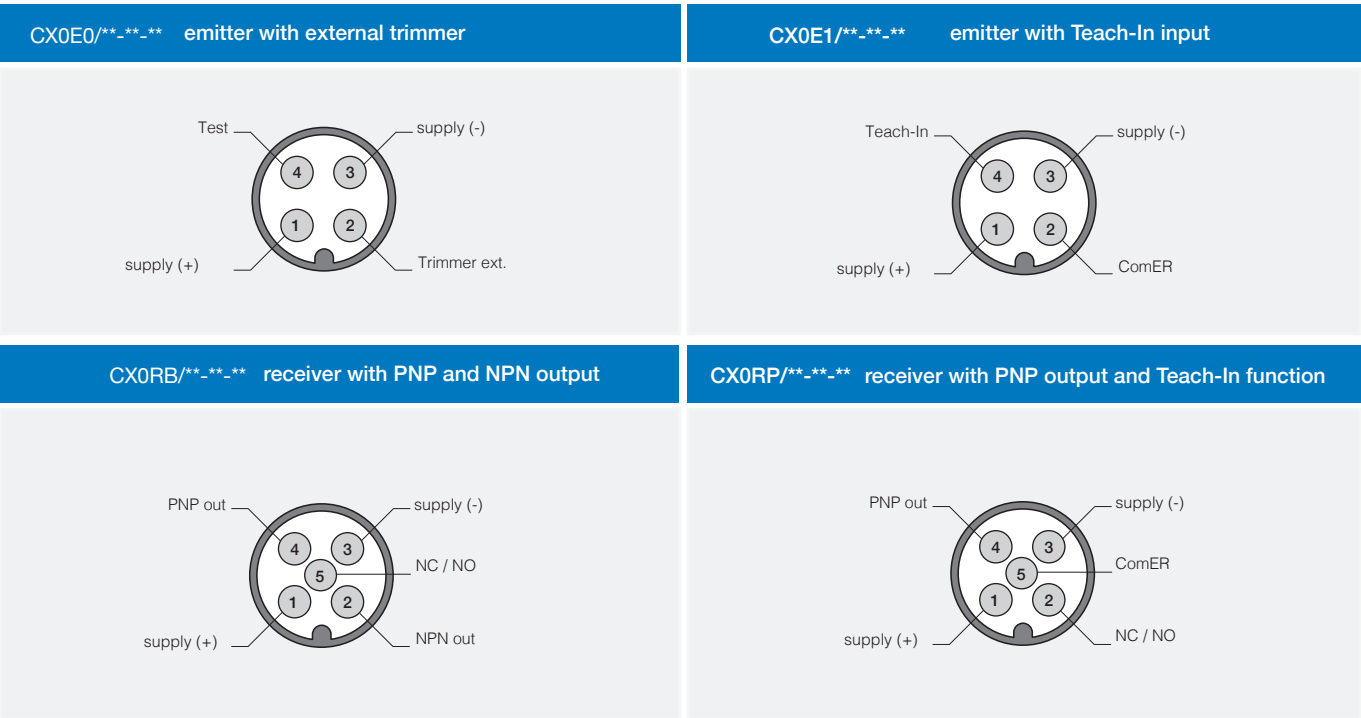 CX0E0/**-**-** emitter with external trimmer
Test
supply (-)
4
3
1
2
supply (+)
Trimmer ext.
CX0E1/**-**-** emitter with Teach-In input
Teach-In
supply (-)
4
3
1
2
supply (+)
ComER
CX0RB/**-**-** receiver with PNP and NPN output
PNP out
supply (-)
4
3
5
NC / NO
1
2
supply (+)
NPN out
CX0RP/**-**-** receiver with PNP output and Teach-In function
PNP out
supply (-)
4
3
5
ComER
1
2
supply (+)
NC / NO